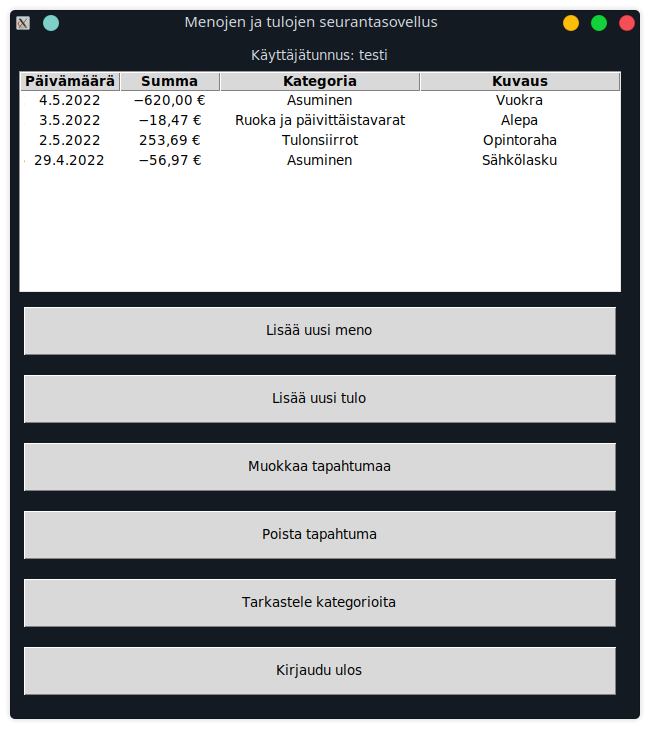 Menojen ja tulojen seurantasovellus
Käyttäjätunnus: testi
Päivämäärä Summa Kategoria Kuvaus
4.5.2022 −620,00 € Asuminen Vuokra
3.5.2022 −18,47 € Ruoka ja päivittäistavarat Alepa
2.5.2022 253,69 € Tulonsiirrot Opintoraha
29.4.2022 −56,97 € Asuminen Sähkölasku
Lisää uusi meno
Lisää uusi tulo
Muokkaa tapahtumaa
Poista tapahtuma
Tarkastele kategorioita
Kirjaudu ulos